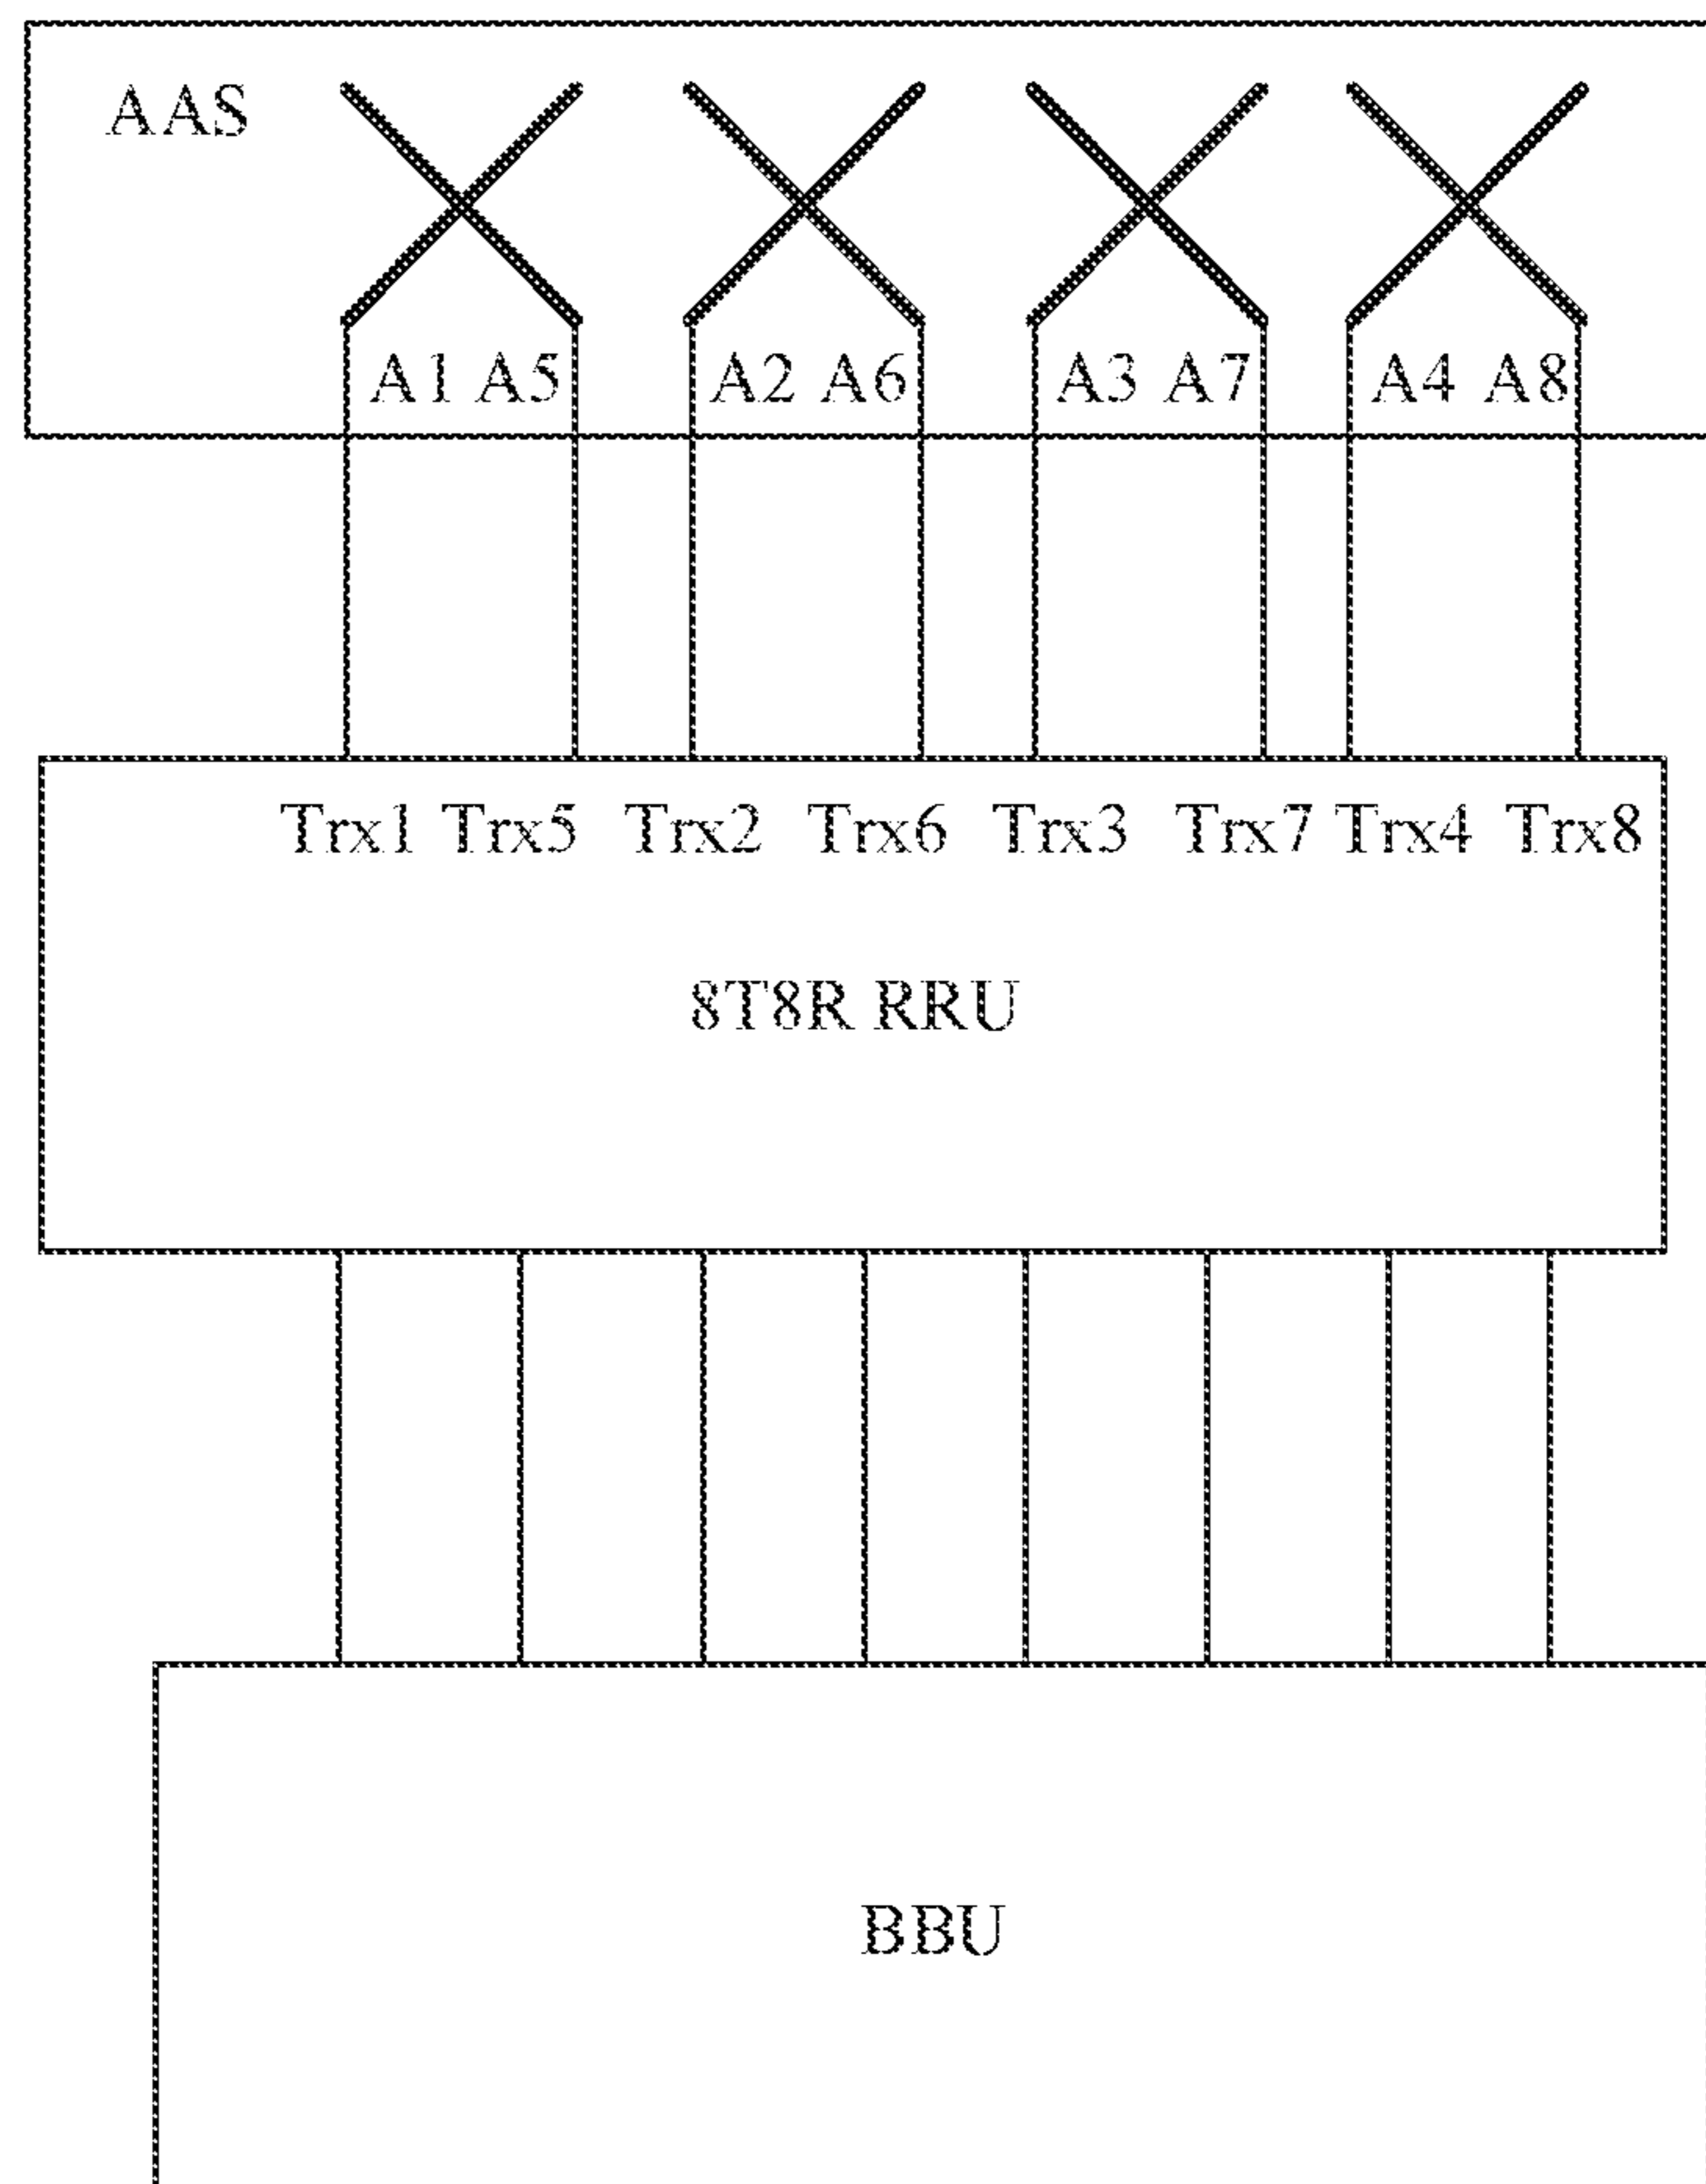 AAS
A1 A5 A2 A6 A3 A7 A4 A8
Trx1 Trx5 Trx2 Trx6 Trx3 Trx7 Trx4 Trx8
8T8R RRU
BBU